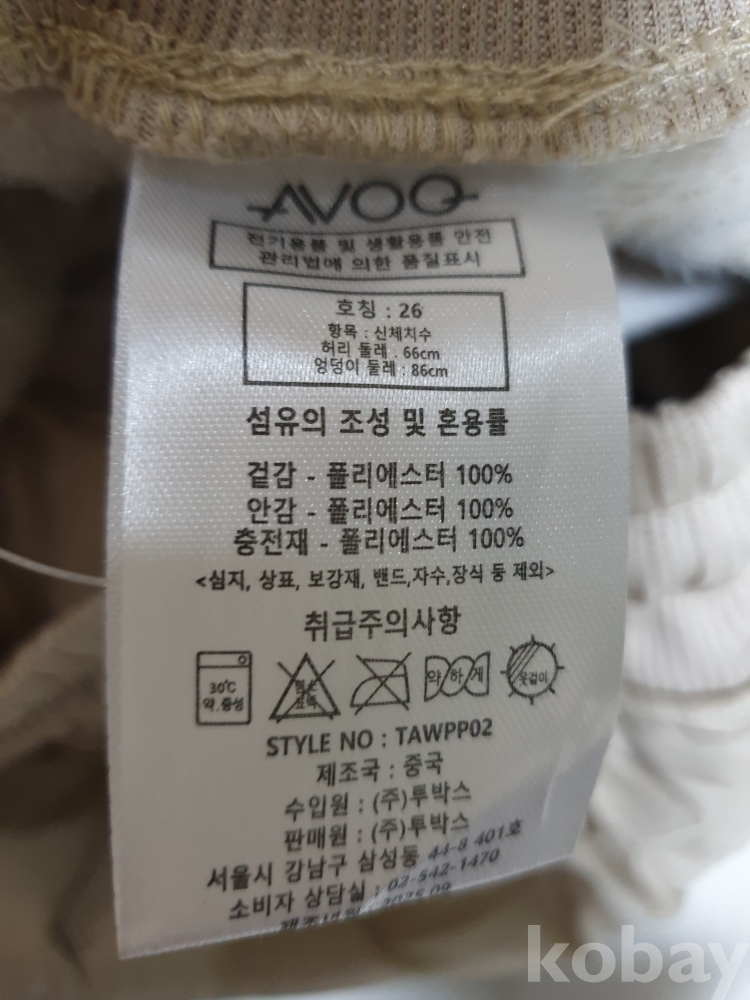 AVOQ
전기용품 및 생활용품 안전
관리법에 의한 품질표시
호칭 : 26
항목 : 신체치수
허리 둘레 : 66cm
엉덩이 둘레 : 86cm
섬유의 조성 및 혼용률
겉감 - 폴리에스터 100%
안감 - 폴리에스터 100%
충전재 - 폴리에스터 100%
<심지, 상표, 보강재, 밴드,자수,장식 등 제외>
취급주의사항
30℃
약.중성
염소
표백
약하게
옷걸이
STYLE NO : TAWPP02
제조국 : 중국
수입원 : (주)투박스
판매원 : (주)투박스
서울시 강남구 삼성동 44-8 401호
소비자 상담실 : 02-542-1470
제조년월 :
kobay